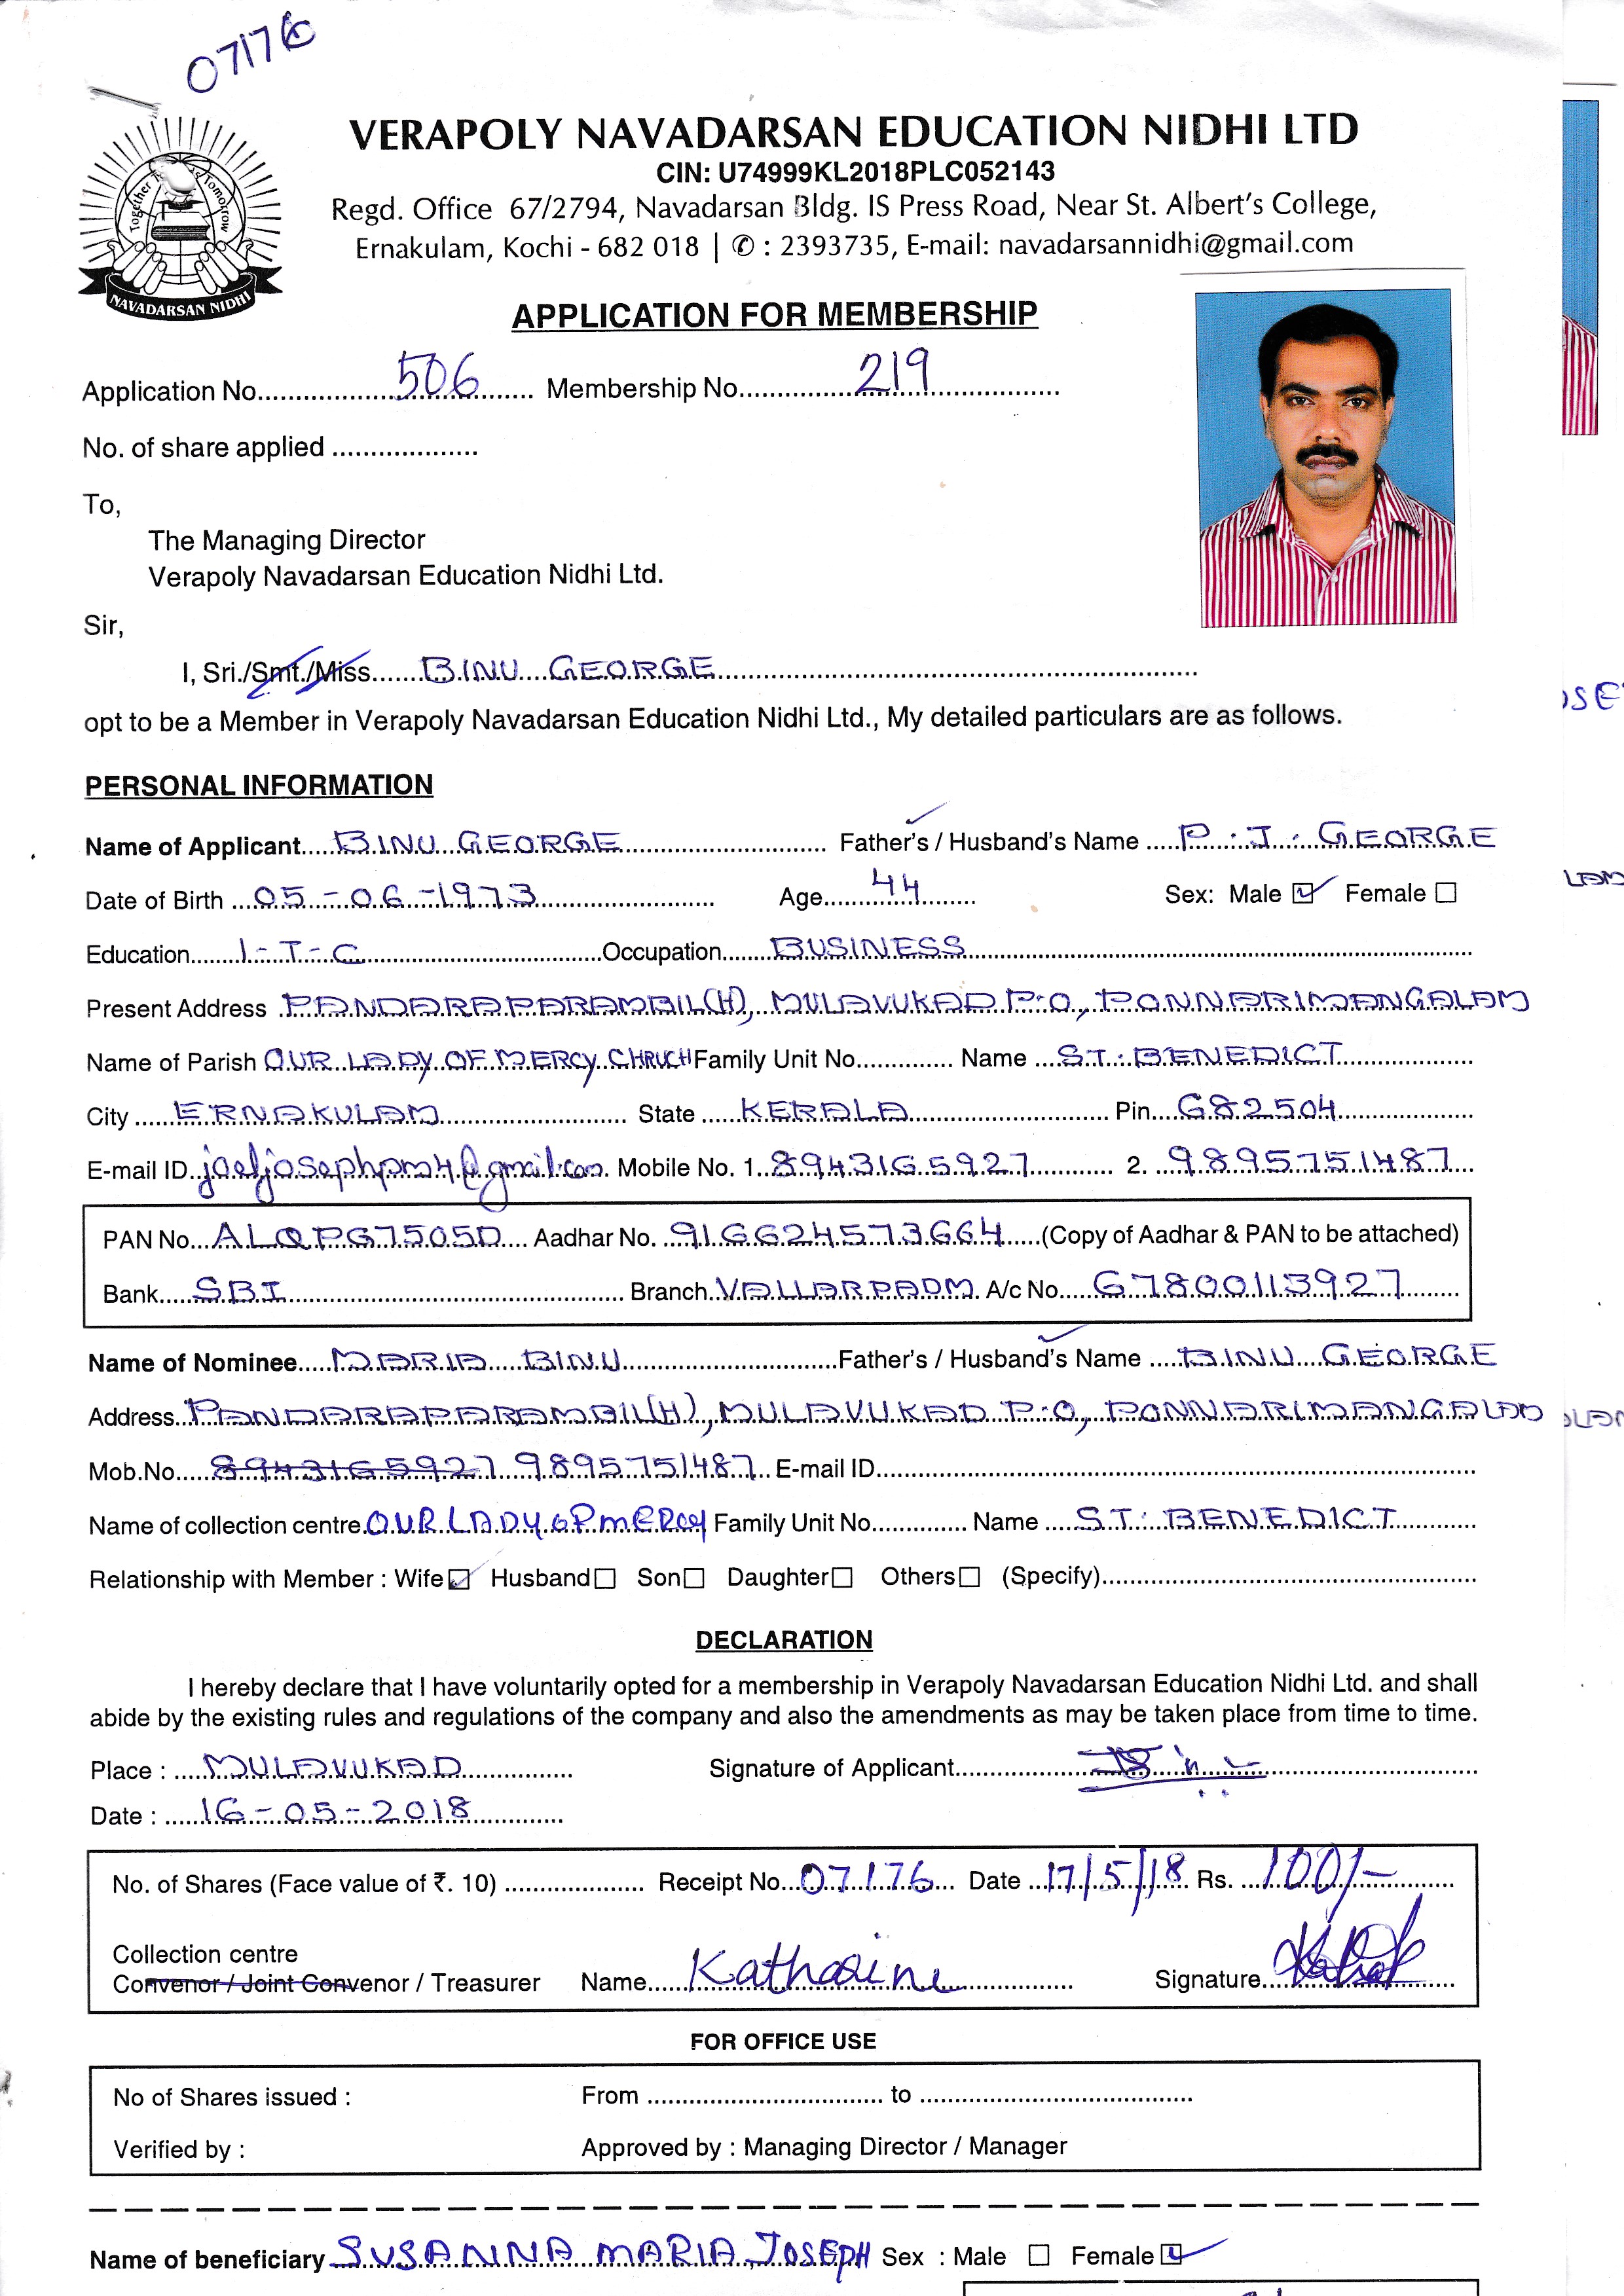 07176
VERAPOLY NAVADARSAN EDUCATION NIDHI LTD
CIN: U74999KL2018PLC052143
Regd. Office 67/2794, Navadarsan Bldg. IS Press Road, Near St. Albert's College,
Ernakulam, Kochi - 682 018 | ✆ : 2393735, E-mail: navadarsannidhi@gmail.com
Together Tomorrow
NAVADARSAN NIDHI
APPLICATION FOR MEMBERSHIP
Application No. 506 Membership No. 219
No. of share applied
To,
The Managing Director
Verapoly Navadarsan Education Nidhi Ltd.
Sir,
I, Sri./Smt./Miss BINU GEORGE
opt to be a Member in Verapoly Navadarsan Education Nidhi Ltd., My detailed particulars are as follows.
PERSONAL INFORMATION
Name of Applicant BINU GEORGE Father's / Husband's Name P.J. GEORGE
Date of Birth 05-06-1973 Age 44 Sex: Male ☑ Female ☐
Education I-T-C Occupation BUSINESS
Present Address PANDARAPARAMBIL(H), MULAVUKAD P.O, PONNARIMANGALAM
Name of Parish OUR LADY OF MERCY CHRUCH Family Unit No. Name ST. BENEDICT
City ERNAKULAM State KERALA Pin 682504
E-mail ID joeljosephpm4@gmail.com Mobile No. 1. 8943165927 2. 9895751487
PAN No. ALQPG7505D Aadhar No. 916624573664 (Copy of Aadhar & PAN to be attached)
Bank SBI Branch VALLARPADM A/c No. 67800113927
Name of Nominee MARIA BINU Father's / Husband's Name BINU GEORGE
Address PANDARAPARAMBIL(H), MULAVUKAD P.O, PONNARIMANGALAM
Mob.No. 8943165927 9895751487 E-mail ID
Name of collection centre OUR LADY OF MERCY Family Unit No. Name ST. BENEDICT
Relationship with Member : Wife ☑ Husband ☐ Son ☐ Daughter ☐ Others ☐ (Specify)
DECLARATION
I hereby declare that I have voluntarily opted for a membership in Verapoly Navadarsan Education Nidhi Ltd. and shall
abide by the existing rules and regulations of the company and also the amendments as may be taken place from time to time.
Place : MULAVUKAD Signature of Applicant
Date : 16-05-2018
No. of Shares (Face value of ₹. 10) Receipt No. 07176 Date 17/5/18 Rs. 100/-
Collection centre
Convenor / Joint Convenor / Treasurer Name Katharine Signature
FOR OFFICE USE
No of Shares issued : From to
Verified by : Approved by : Managing Director / Manager
Name of beneficiary SUSANNA MARIA JOSEPH Sex : Male ☐ Female ☑